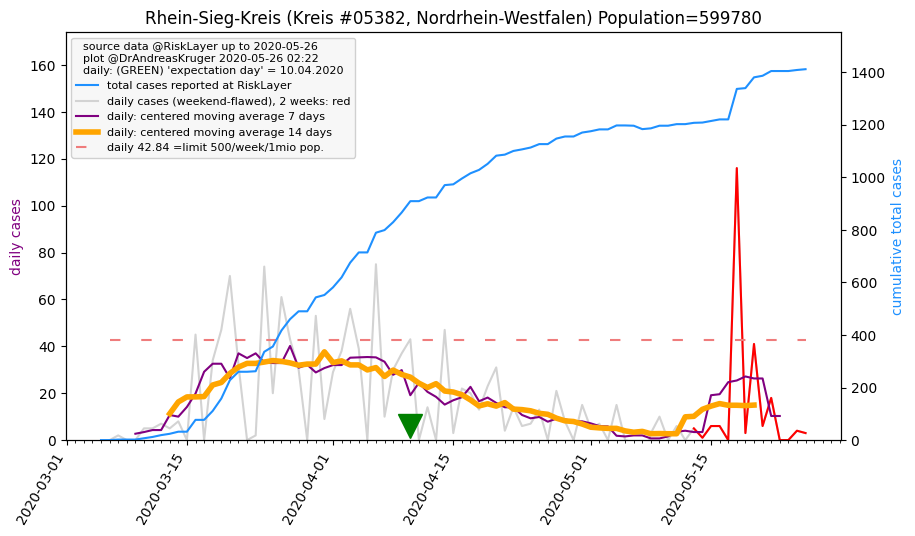 Rhein-Sieg-Kreis (Kreis #05382, Nordrhein-Westfalen) Population=599780
source data @RiskLayer up to 2020-05-26
plot @DrAndreasKruger 2020-05-26 02:22
daily: (GREEN) 'expectation day' = 10.04.2020
total cases reported at RiskLayer
daily cases (weekend-flawed), 2 weeks: red
daily: centered moving average 7 days
daily: centered moving average 14 days
daily 42.84 =limit 500/week/1mio pop.
daily cases
160
140
120
100
80
60
40
20
0
1400
1200
1000
800
600
400
200
0
cumulative total cases
2020-03-01
2020-03-15
2020-04-01
2020-04-15
2020-05-01
2020-05-15